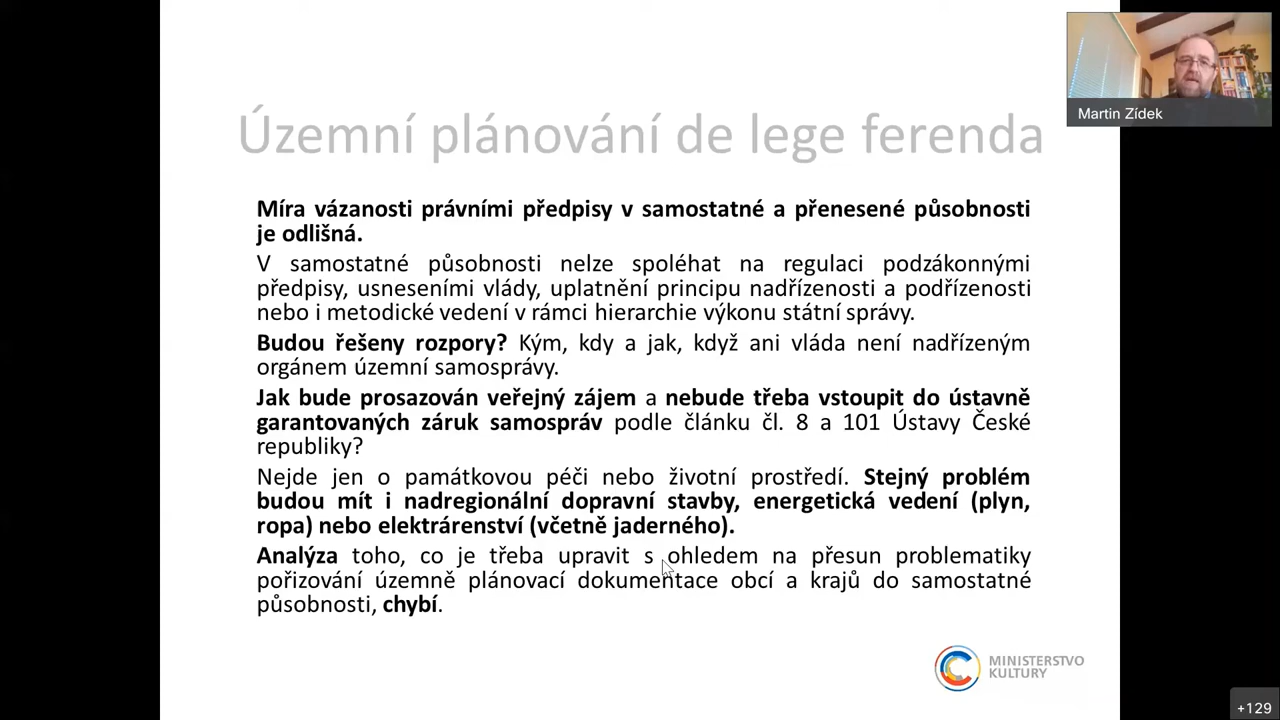 Martin Zídek
Územní plánování de lege ferenda
Míra vázanosti právními předpisy v samostatné a přenesené působnosti
je odlišná.
V samostatné působnosti nelze spoléhat na regulaci podzákonnými
předpisy, usneseními vlády, uplatnění principu nadřízenosti a podřízenosti
nebo i metodické vedení v rámci hierarchie výkonu státní správy.
Budou řešeny rozpory? Kým, kdy a jak, když ani vláda není nadřízeným
orgánem územní samosprávy.
Jak bude prosazován veřejný zájem a nebude třeba vstoupit do ústavně
garantovaných záruk samospráv podle článku čl. 8 a 101 Ústavy České
republiky?
Nejde jen o památkovou péči nebo životní prostředí. Stejný problém
budou mít i nadregionální dopravní stavby, energetická vedení (plyn,
ropa) nebo elektrárenství (včetně jaderného).
Analýza toho, co je třeba upravit s ohledem na přesun problematiky
pořizování územně plánovací dokumentace obcí a krajů do samostatné
působnosti, chybí.
MINISTERSTVO
KULTURY
+129